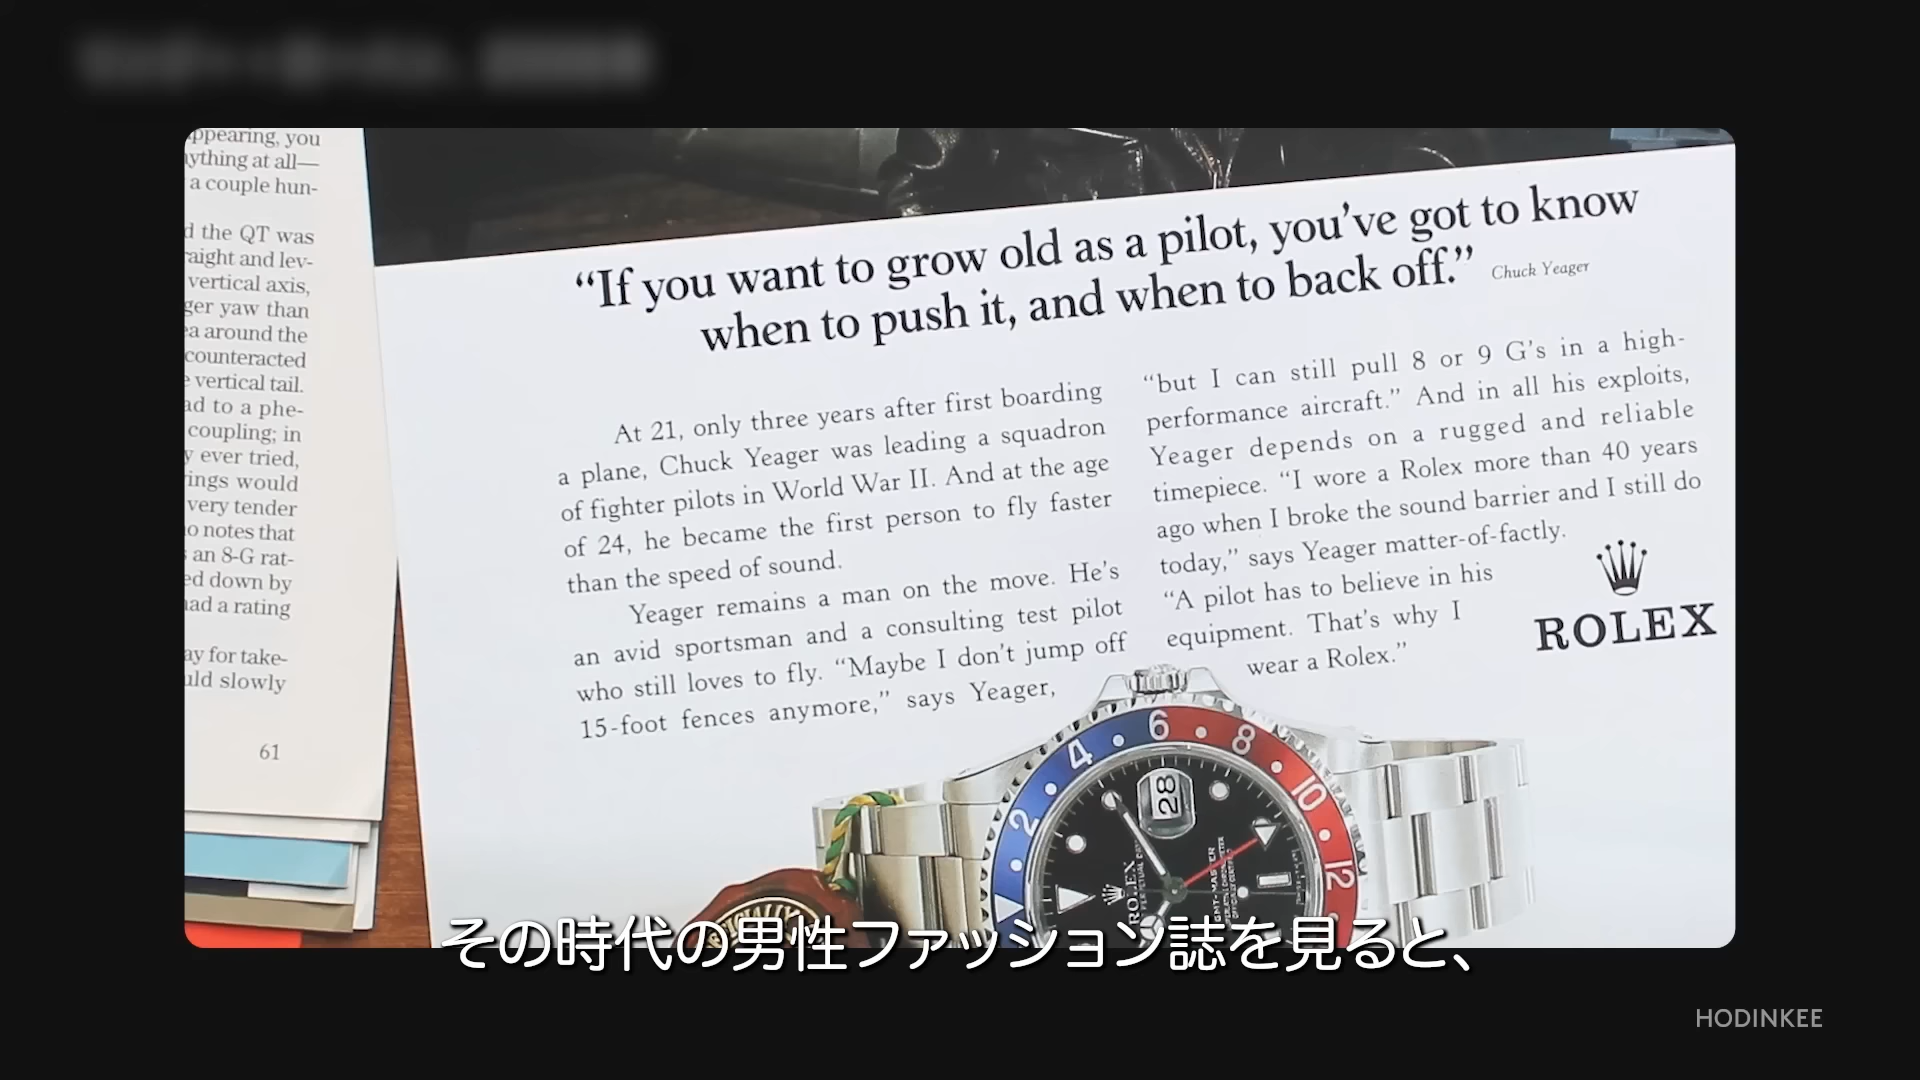 ppearing, you
ything at all—
a couple hun-
d the QT was
raight and lev-
vertical axis,
ger yaw than
ea around the
counteracted
e vertical tail.
ad to a phe-
coupling; in
y ever tried,
ings would
very tender
o notes that
s an 8-G rat-
ed down by
had a rating
ay for take-
uld slowly
61
“If you want to grow old as a pilot, you’ve got to know
when to push it, and when to back off.” Chuck Yeager
At 21, only three years after first boarding
a plane, Chuck Yeager was leading a squadron
of fighter pilots in World War II. And at the age
of 24, he became the first person to fly faster
than the speed of sound.
Yeager remains a man on the move. He’s
an avid sportsman and a consulting test pilot
who still loves to fly. “Maybe I don’t jump off
15-foot fences anymore,” says Yeager,
“but I can still pull 8 or 9 G’s in a high-
performance aircraft.” And in all his exploits,
Yeager depends on a rugged and reliable
timepiece. “I wore a Rolex more than 40 years
ago when I broke the sound barrier and I still do
today,” says Yeager matter-of-factly.
“A pilot has to believe in his
equipment. That’s why I
wear a Rolex.”
ROLEX
2 4 6 8 10 12
28
ROLEX
GMT-MASTER
その時代の男性ファッション誌を見ると、
HODINKEE